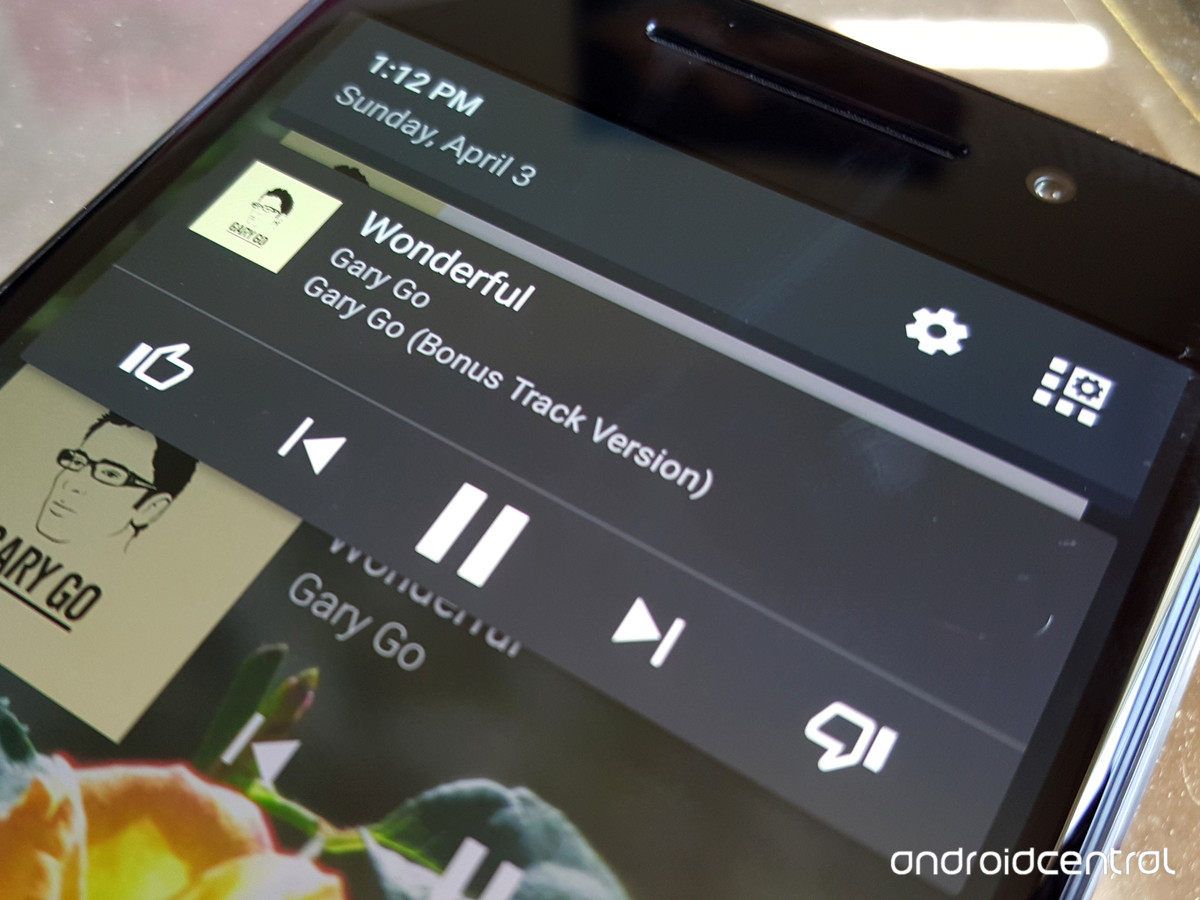 1:12 PM
Sunday, April 3
GARY GO
Wonderful
Gary Go
Gary Go (Bonus Track Version)
GARY GO
Wonderful
Gary Go
androidcentral